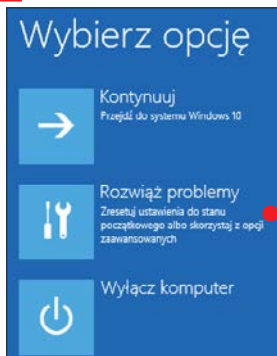 Wybierz opcję
Kontynuuj
Przejdź do systemu Windows 10
Rozwiąż problemy
Zresetuj ustawienia do stanu
początkowego albo skorzystaj z opcji
zaawansowanych
Wyłącz komputer